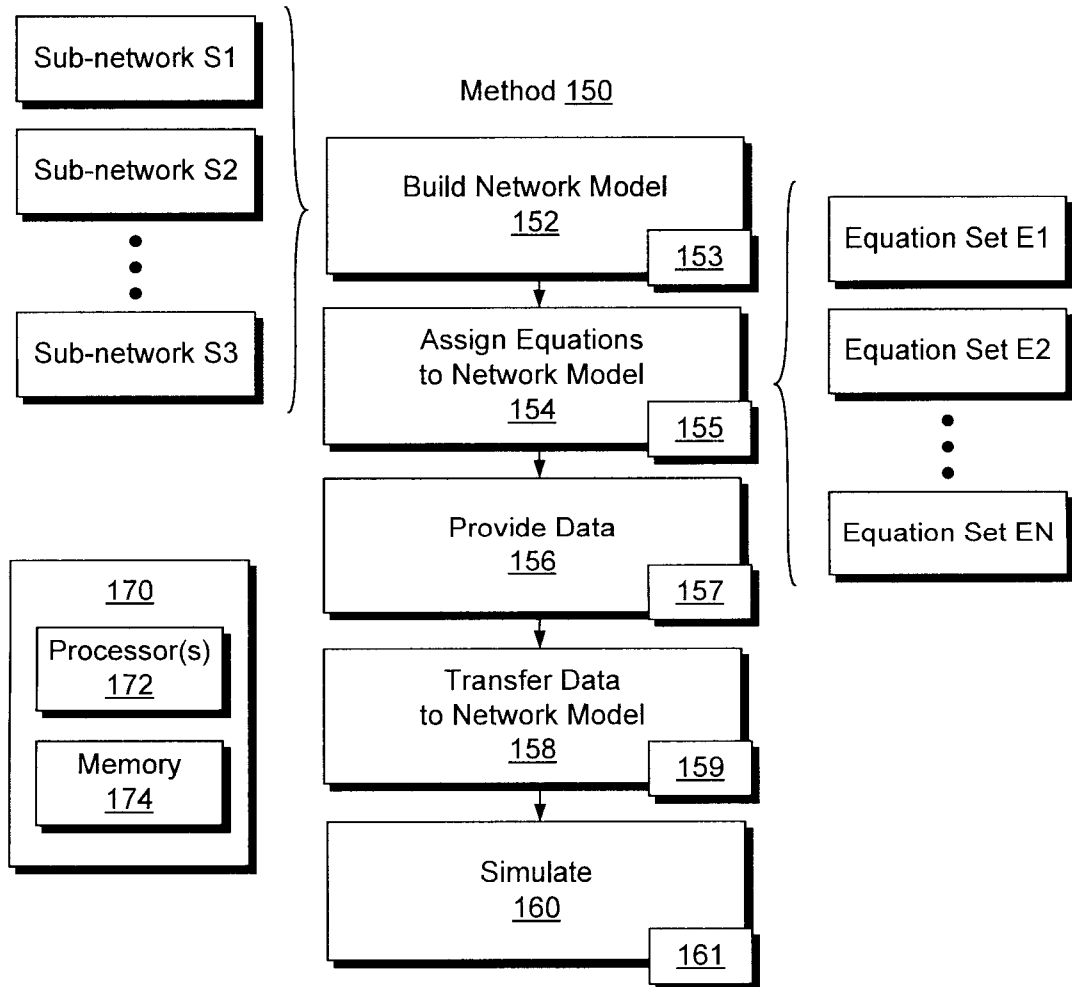 Sub-network S1
Sub-network S2
Sub-network S3
Method 150
Build Network Model
152
153
Assign Equations
to Network Model
154
155
Provide Data
156
157
Transfer Data
to Network Model
158
159
Simulate
160
161
Equation Set E1
Equation Set E2
Equation Set EN
170
Processor(s)
172
Memory
174